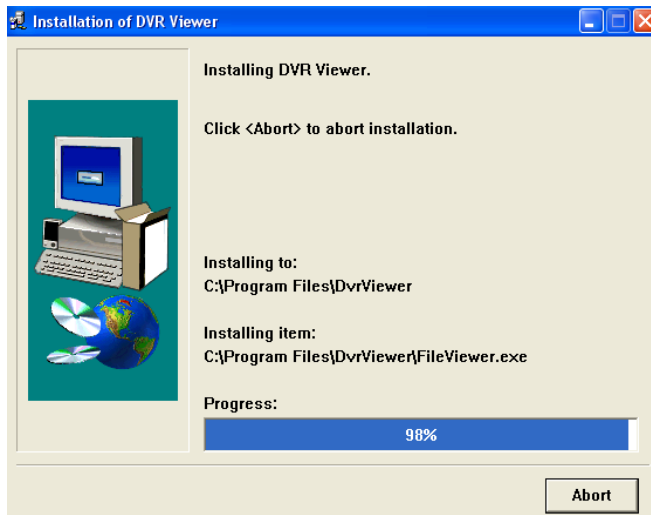 Installation of DVR Viewer
Installing DVR Viewer.
Click <Abort> to abort installation.
Installing to:
C:\Program Files\DvrViewer
Installing item:
C:\Program Files\DvrViewer\FileViewer.exe
Progress:
98%
Abort